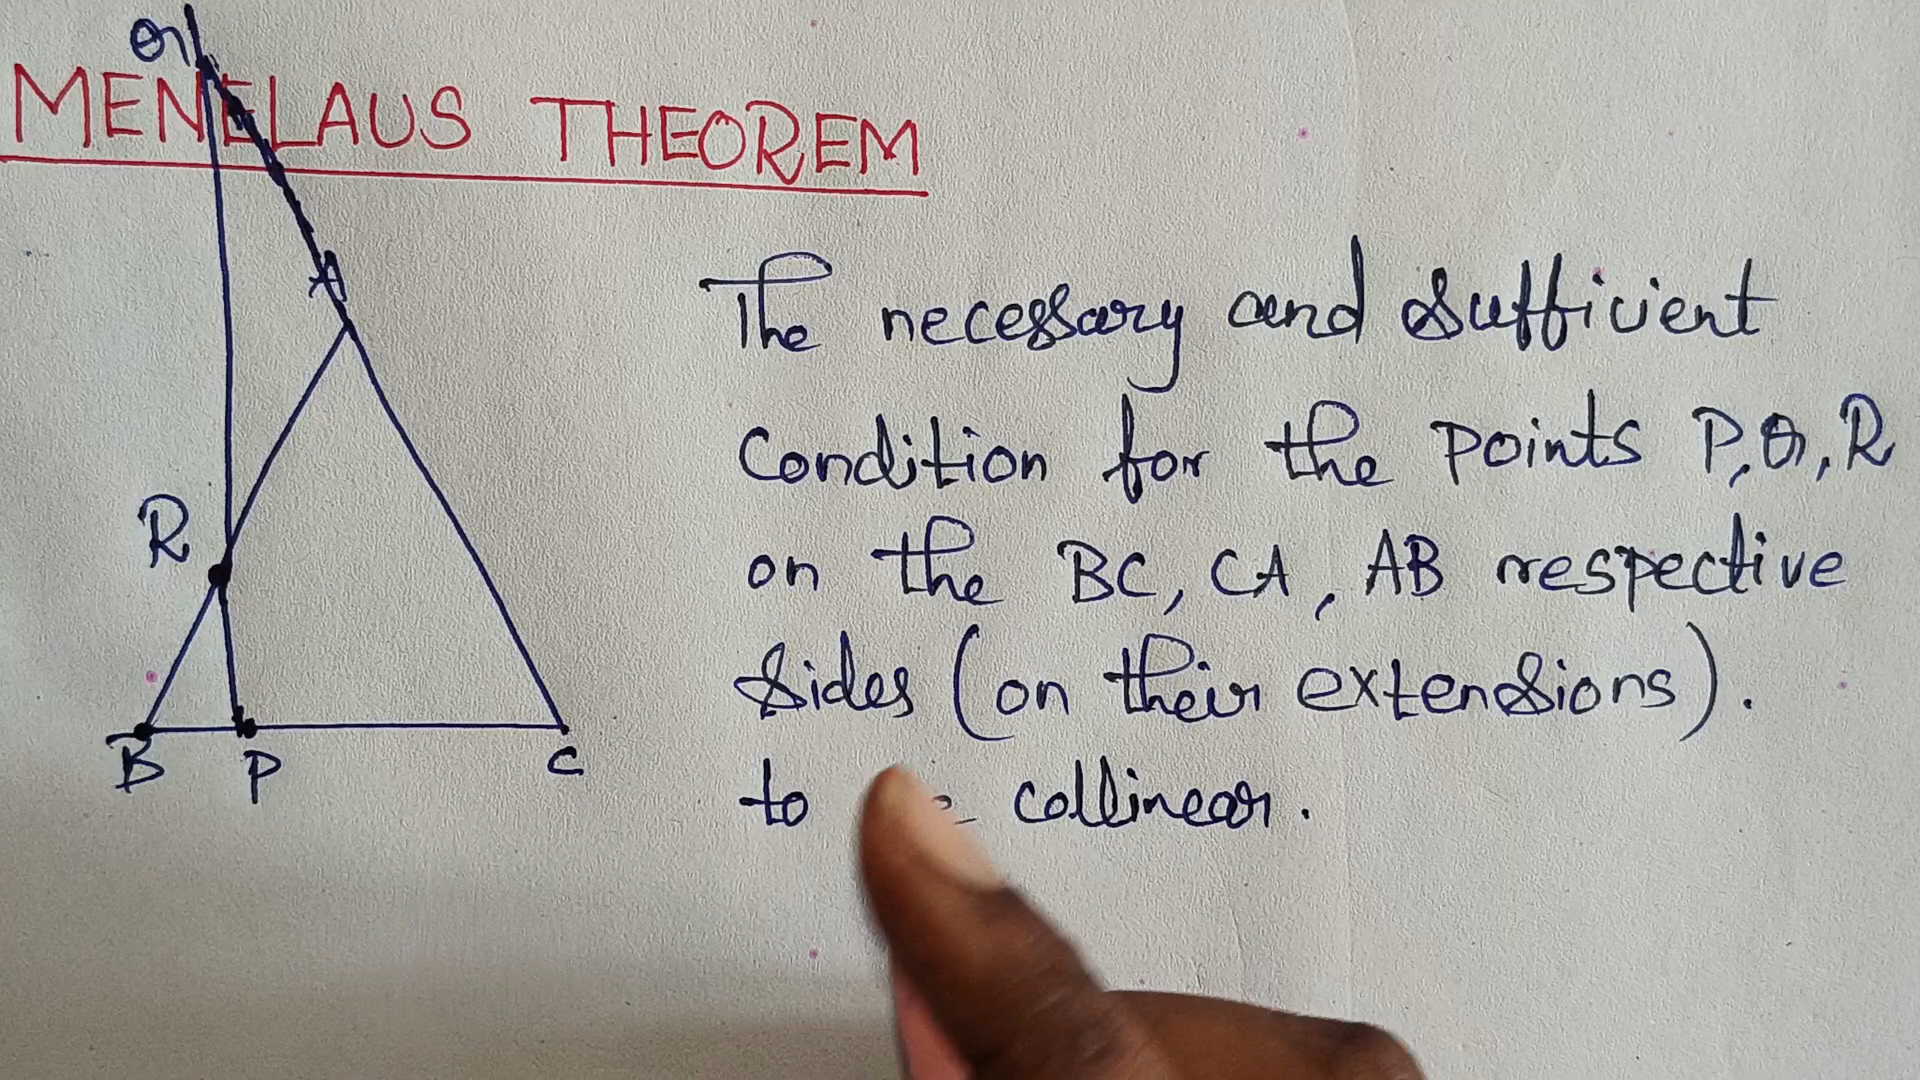 Q
MENELAUS THEOREM
A
The necessary and sufficient
condition for the points P, Q, R
R
on the BC, CA, AB respective
sides (on their extensions).
B P C
to collinear.